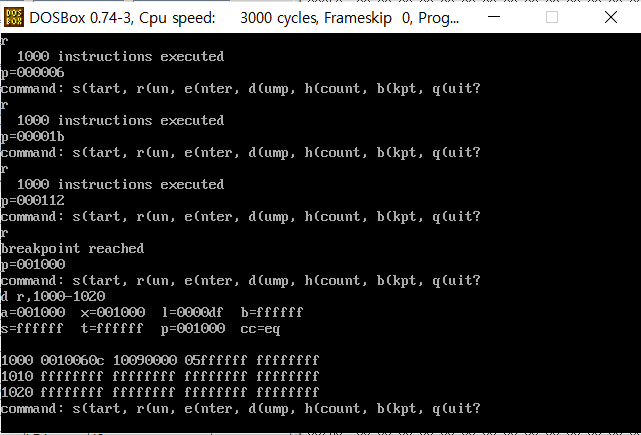 DOSBox 0.74-3, Cpu speed: 3000 cycles, Frameskip 0, Prog...
r
1000 instructions executed
p=000006
command: s(tart, r(un, e(nter, d(ump, h(count, b(kpt, q(uit?
r
1000 instructions executed
p=00001b
command: s(tart, r(un, e(nter, d(ump, h(count, b(kpt, q(uit?
r
1000 instructions executed
p=000112
command: s(tart, r(un, e(nter, d(ump, h(count, b(kpt, q(uit?
r
breakpoint reached
p=001000
command: s(tart, r(un, e(nter, d(ump, h(count, b(kpt, q(uit?
d r,1000-1020
a=001000 x=001000 l=0000df b=ffffff
s=ffffff t=ffffff p=001000 cc=eq
1000 0010060c 10090000 05ffffff ffffffff
1010 ffffffff ffffffff ffffffff ffffffff
1020 ffffffff ffffffff ffffffff ffffffff
command: s(tart, r(un, e(nter, d(ump, h(count, b(kpt, q(uit?